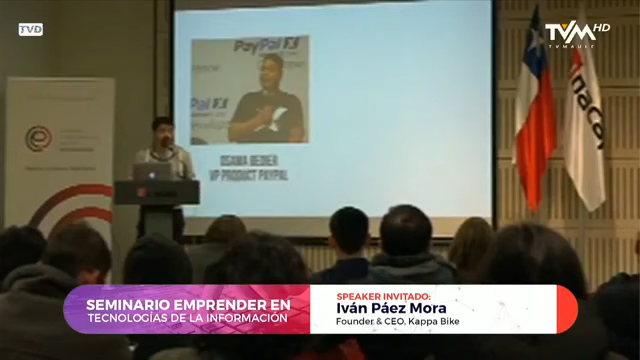 TVD
TVM HD
TVMAULE
PayPal
PayPal
OSAMA BEDIER
VP PRODUCT PAYPAL
inacap
SEMINARIO EMPRENDER EN
TECNOLOGÍAS DE LA INFORMACIÓN
SPEAKER INVITADO:
Iván Páez Mora
Founder & CEO, Kappa Bike